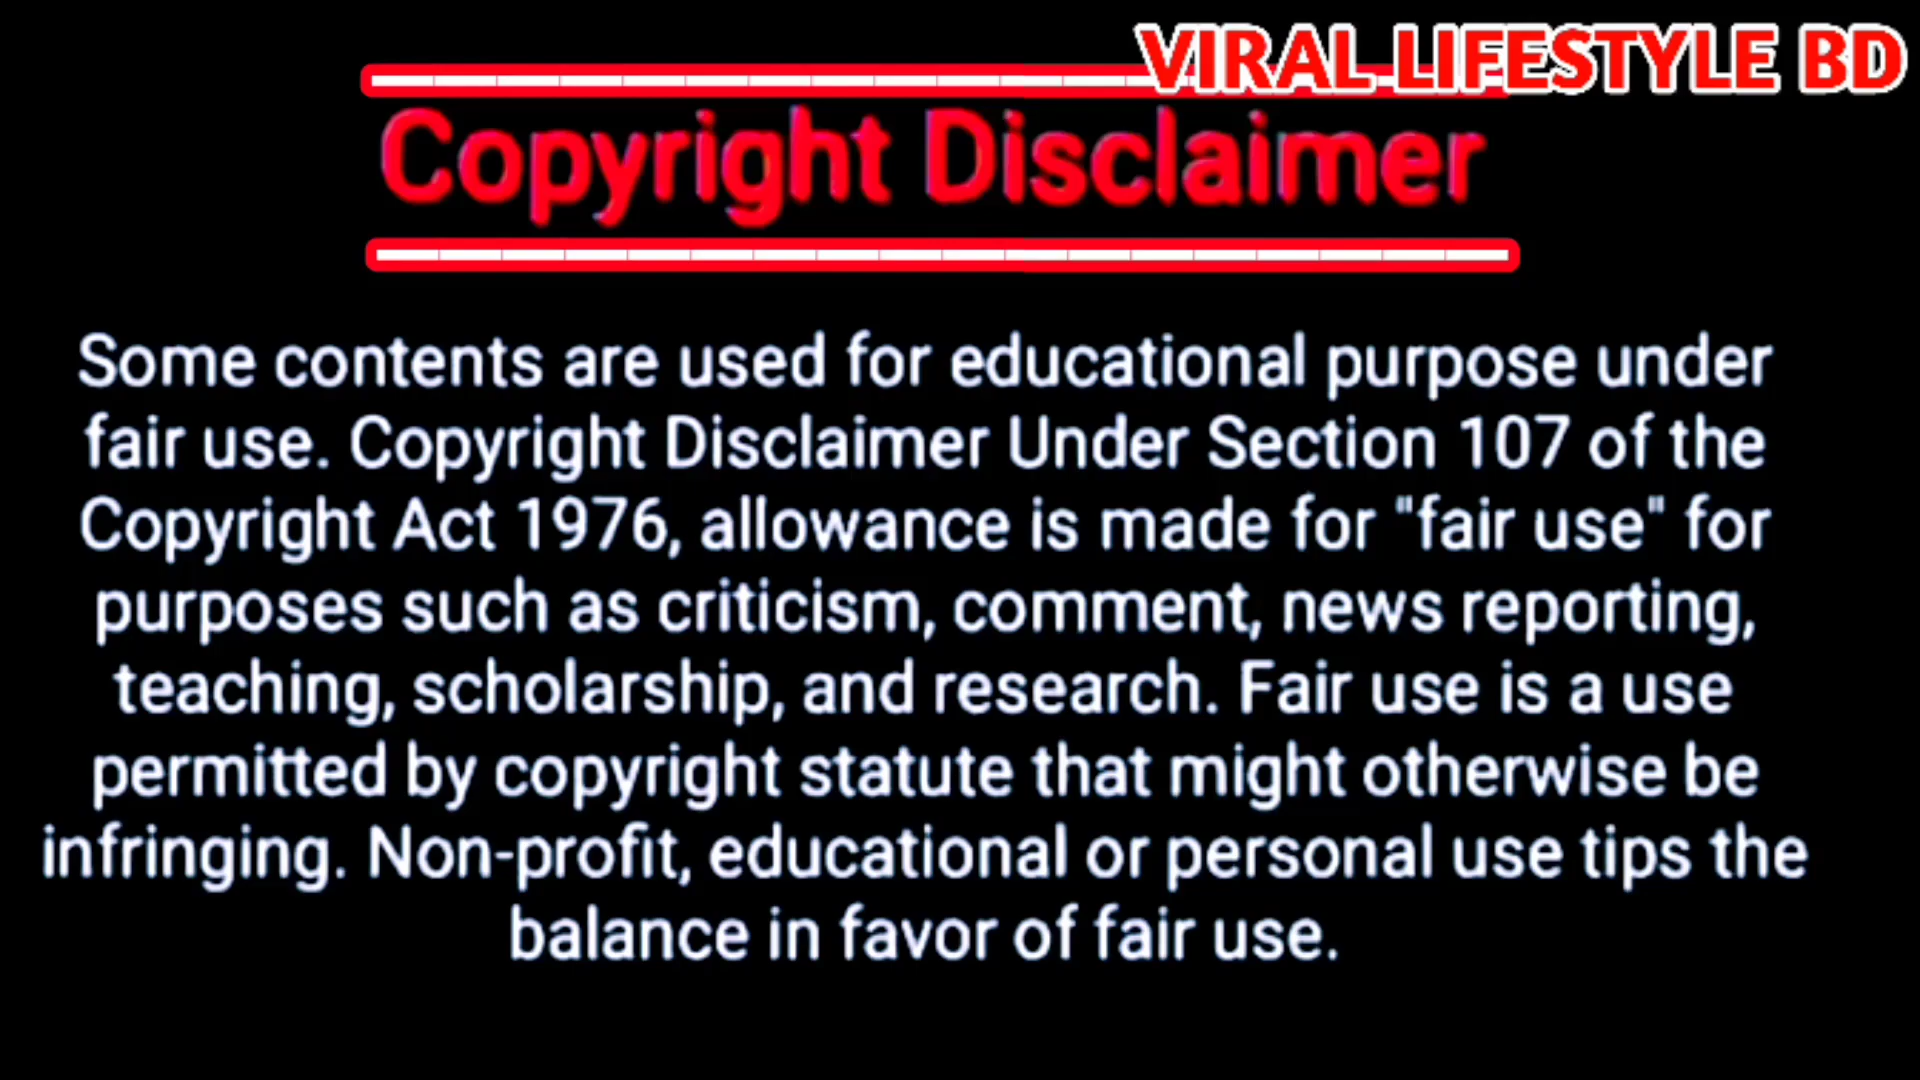 VIRAL LIFESTYLE BD
Copyright Disclaimer
Some contents are used for educational purpose under
fair use. Copyright Disclaimer Under Section 107 of the
Copyright Act 1976, allowance is made for "fair use" for
purposes such as criticism, comment, news reporting,
teaching, scholarship, and research. Fair use is a use
permitted by copyright statute that might otherwise be
infringing. Non-profit, educational or personal use tips the
balance in favor of fair use.